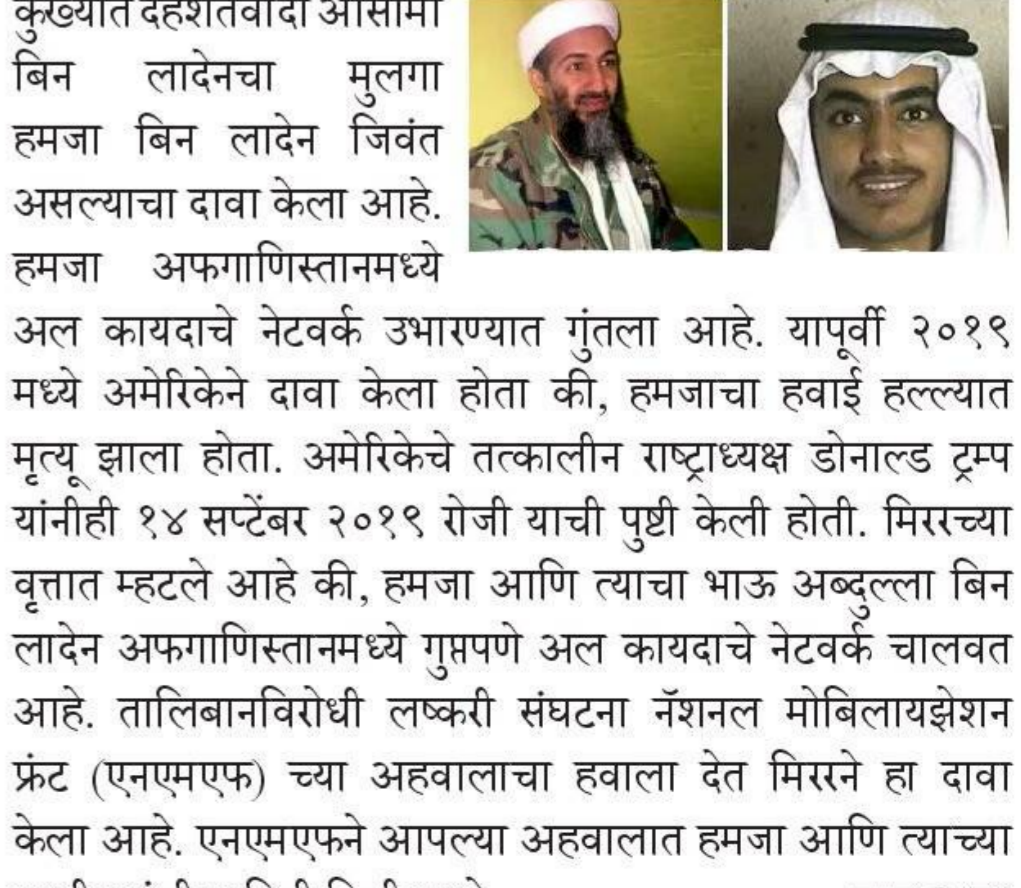 कुख्यात दहशतवादी ओसामा
बिन लादेनचा मुलगा
हमजा बिन लादेन जिवंत
असल्याचा दावा केला आहे.
हमजा अफगाणिस्तानमध्ये
अल कायदाचे नेटवर्क उभारण्यात गुंतला आहे. यापूर्वी २०१९
मध्ये अमेरिकेने दावा केला होता की, हमजाचा हवाई हल्ल्यात
मृत्यू झाला होता. अमेरिकेचे तत्कालीन राष्ट्राध्यक्ष डोनाल्ड ट्रम्प
यांनीही १४ सप्टेंबर २०१९ रोजी याची पुष्टी केली होती. मिररच्या
वृत्तात म्हटले आहे की, हमजा आणि त्याचा भाऊ अब्दुल्ला बिन
लादेन अफगाणिस्तानमध्ये गुप्तपणे अल कायदाचे नेटवर्क चालवत
आहे. तालिबानविरोधी लष्करी संघटना नॅशनल मोबिलायझेशन
फ्रंट (एनएमएफ) च्या अहवालाचा हवाला देत मिररने हा दावा
केला आहे. एनएमएफने आपल्या अहवालात हमजा आणि त्याच्या